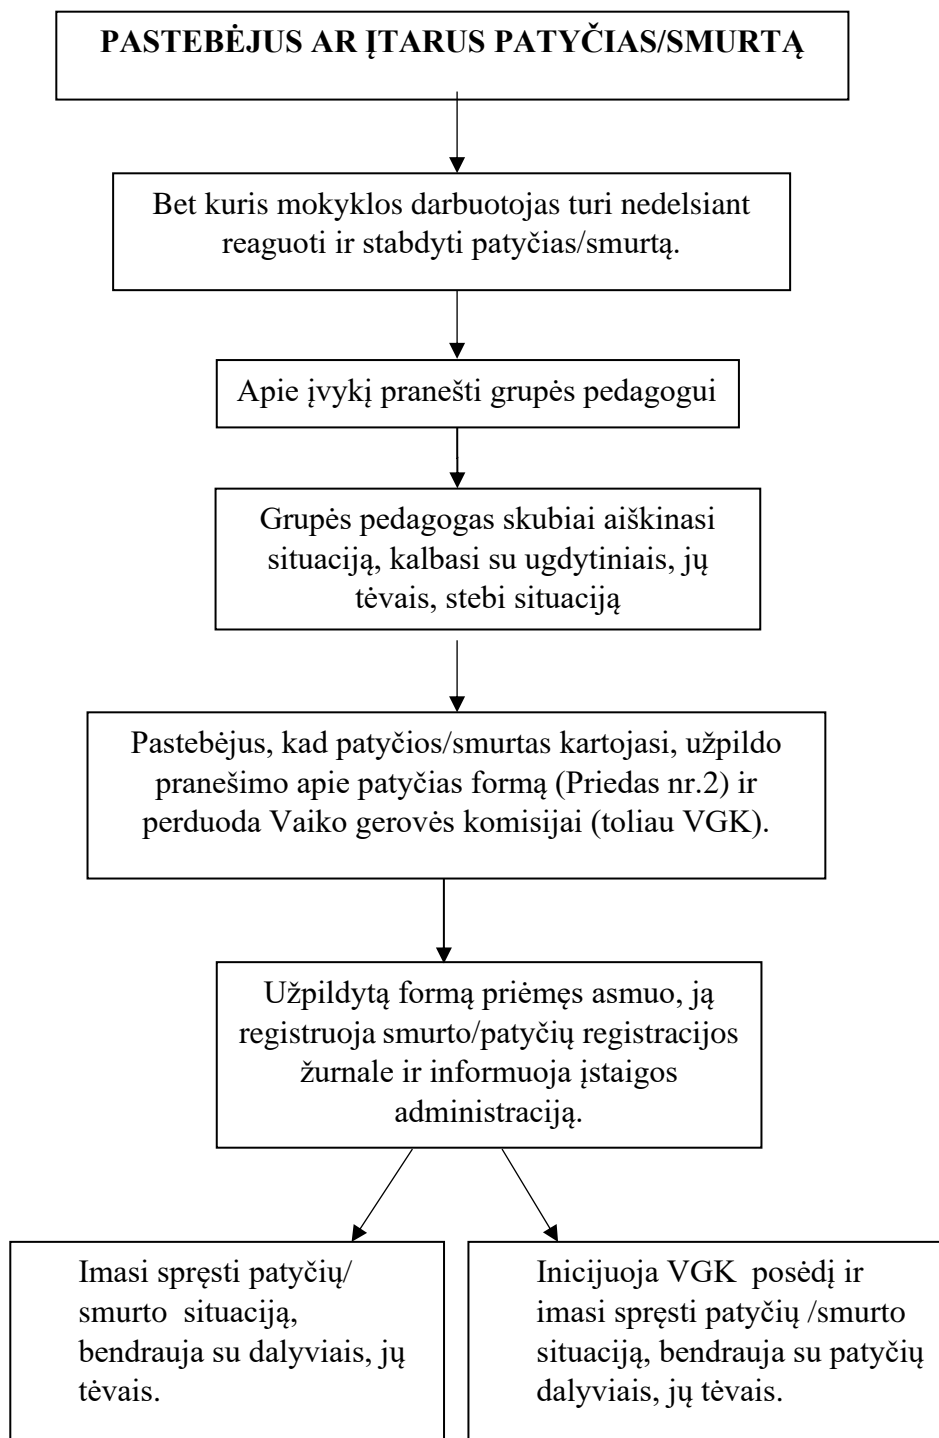 PASTEBĖJUS AR ĮTARUS PATYČIAS/SMURTĄ
Bet kuris mokyklos darbuotojas turi nedelsiant
reaguoti ir stabdyti patyčias/smurtą.
Apie įvykį pranešti grupės pedagogui
Grupės pedagogas skubiai aiškinasi
situaciją, kalbasi su ugdytiniais, jų
tėvais, stebi situaciją
Pastebėjus, kad patyčios/smurtas kartojasi, užpildo
pranešimo apie patyčias formą (Priedas nr.2) ir
perduoda Vaiko gerovės komisijai (toliau VGK).
Užpildytą formą priėmęs asmuo, ją
registruoja smurto/patyčių registracijos
žurnale ir informuoja įstaigos
administraciją.
Imasi spręsti patyčių/
smurto situaciją,
bendrauja su dalyviais, jų
tėvais.
Inicijuoja VGK posėdį ir
imasi spręsti patyčių /smurto
situaciją, bendrauja su patyčių
dalyviais, jų tėvais.